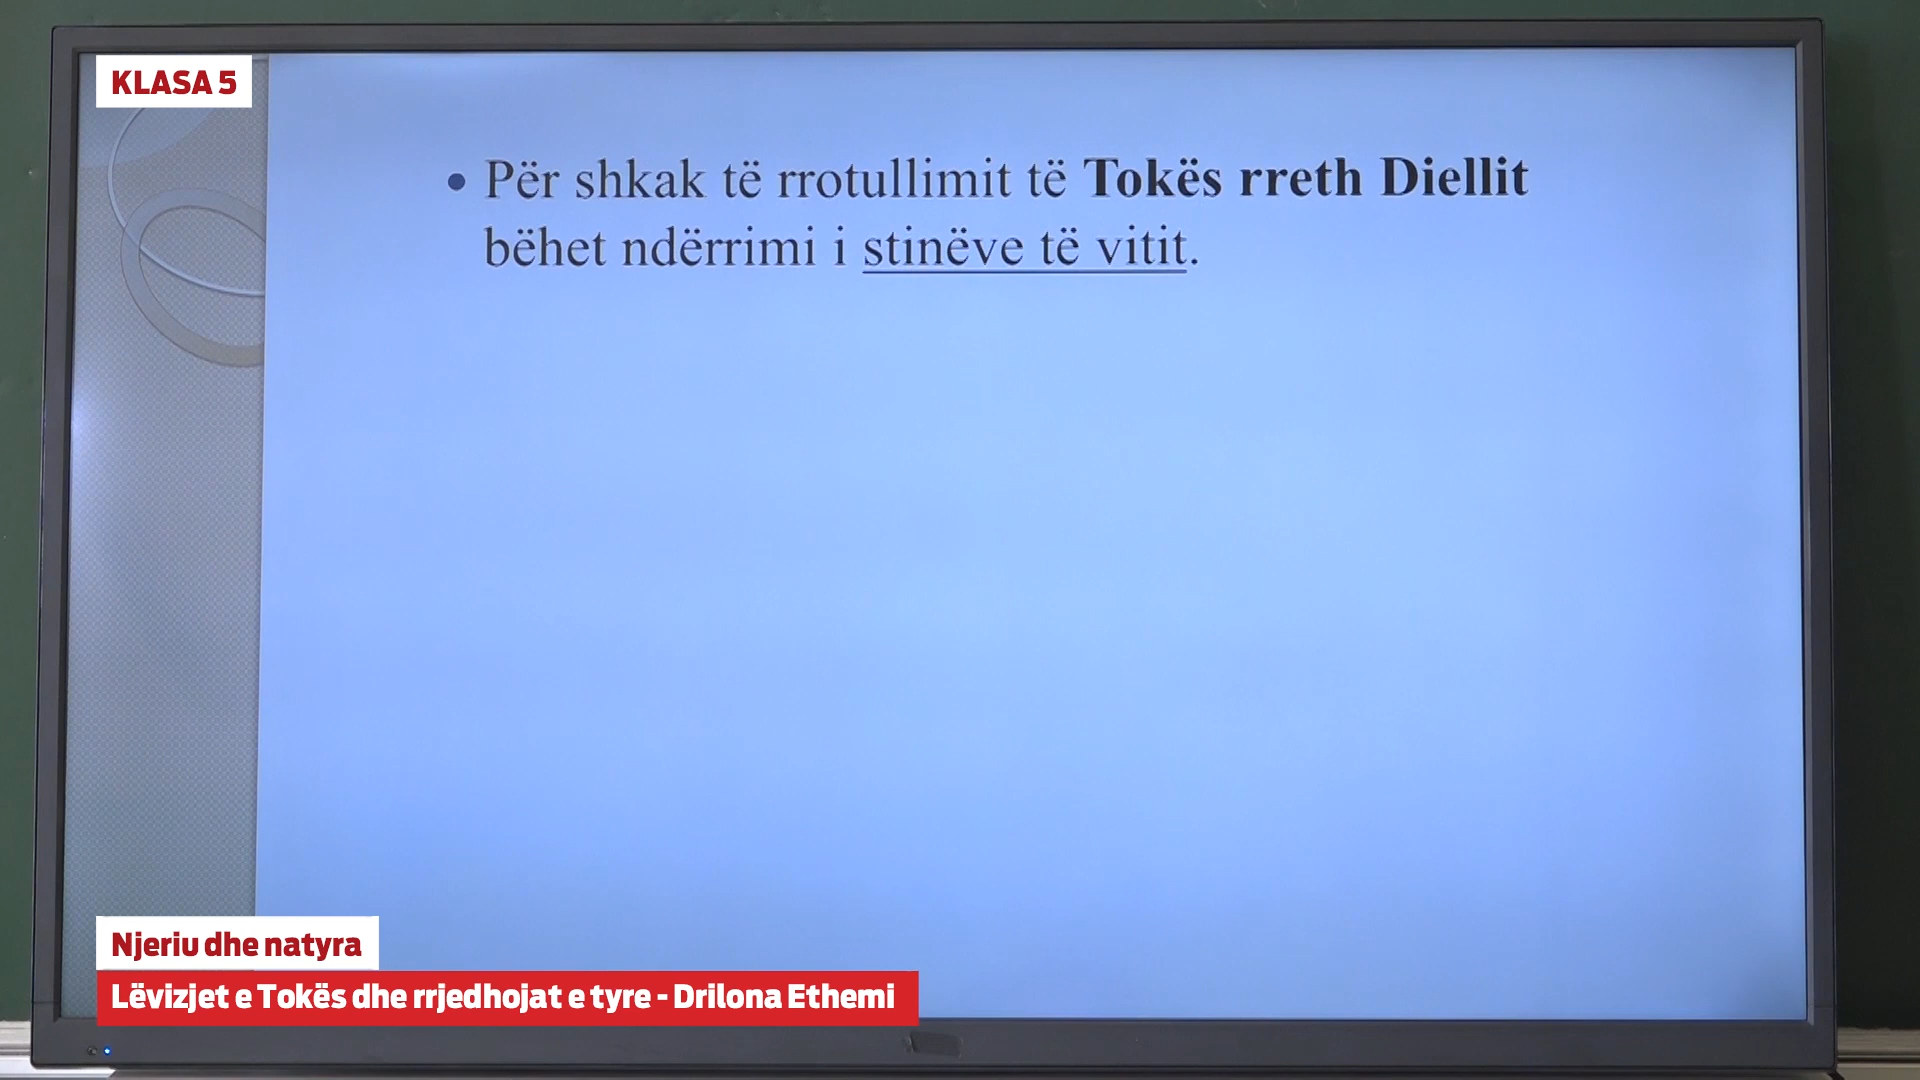 KLASA 5
• Për shkak të rrotullimit të Tokës rreth Diellit
bëhet ndërrimi i stinëve të vitit.
Njeriu dhe natyra
Lëvizjet e Tokës dhe rrjedhojat e tyre - Drilona Ethemi